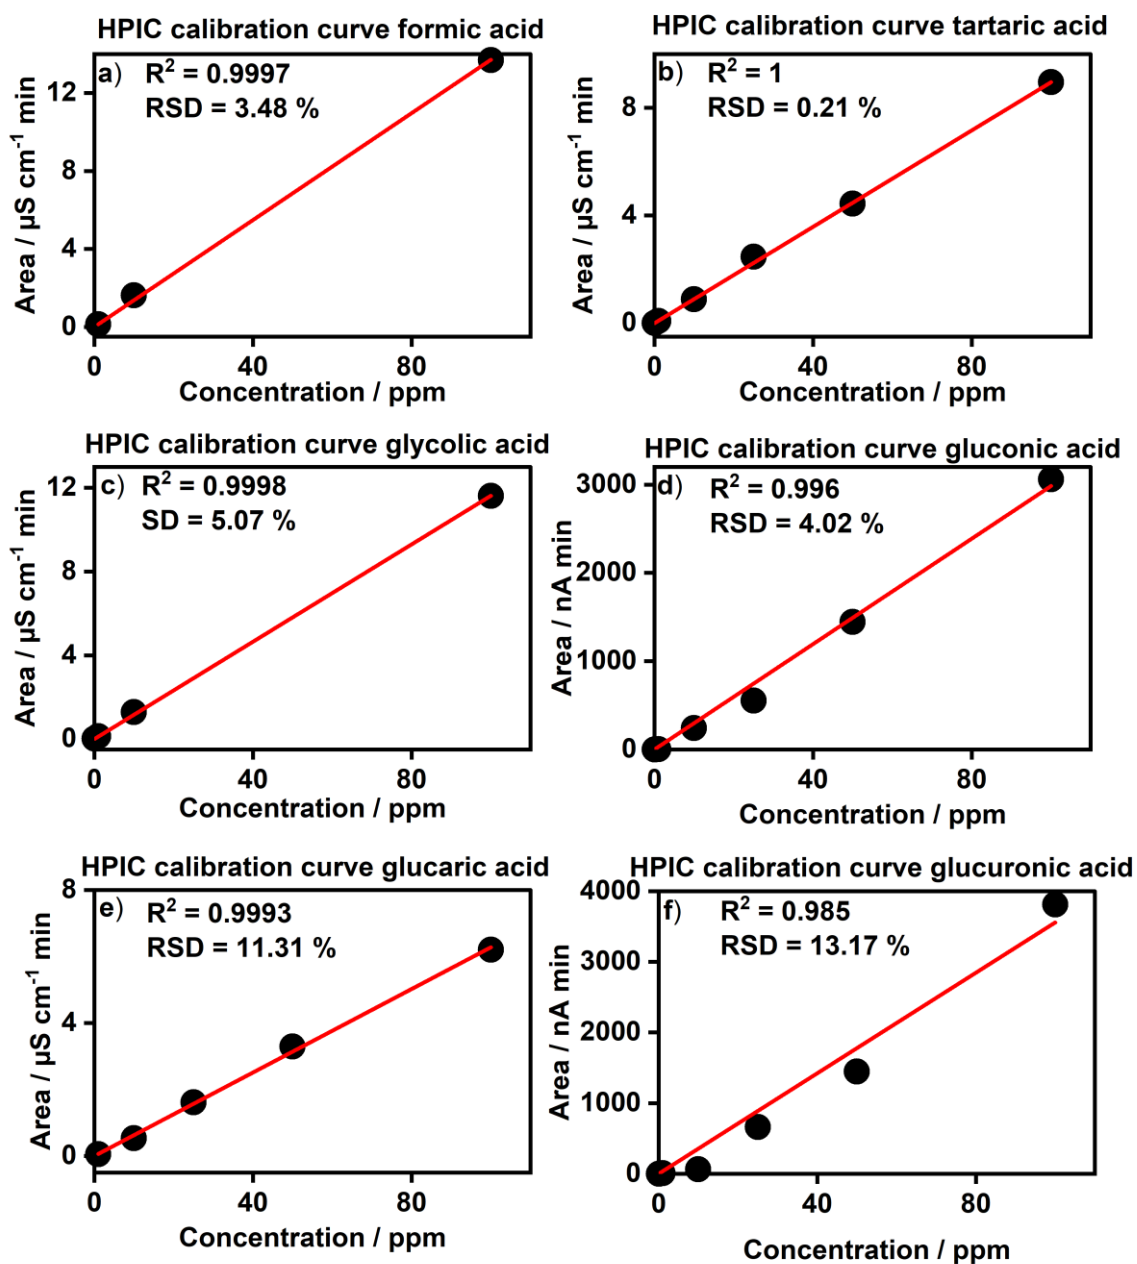 HPIC calibration curve formic acid
a)
R² = 0.9997
RSD = 3.48 %
12
8
4
0
Area / µS cm⁻¹ min
0 40 80
Concentration / ppm
HPIC calibration curve tartaric acid
b)
R² = 1
RSD = 0.21 %
8
4
0
Area / µS cm⁻¹ min
0 40 80
Concentration / ppm
HPIC calibration curve glycolic acid
c)
R² = 0.9998
SD = 5.07 %
12
8
4
0
Area / µS cm⁻¹ min
0 40 80
Concentration / ppm
HPIC calibration curve gluconic acid
d)
R² = 0.996
RSD = 4.02 %
3000
2000
1000
0
Area / nA min
0 40 80
Concentration / ppm
HPIC calibration curve glucaric acid
e)
R² = 0.9993
RSD = 11.31 %
8
4
0
Area / µS cm⁻¹ min
0 40 80
Concentration / ppm
HPIC calibration curve glucuronic acid
f)
R² = 0.985
RSD = 13.17 %
4000
3000
2000
1000
0
Area / nA min
0 40 80
Concentration / ppm